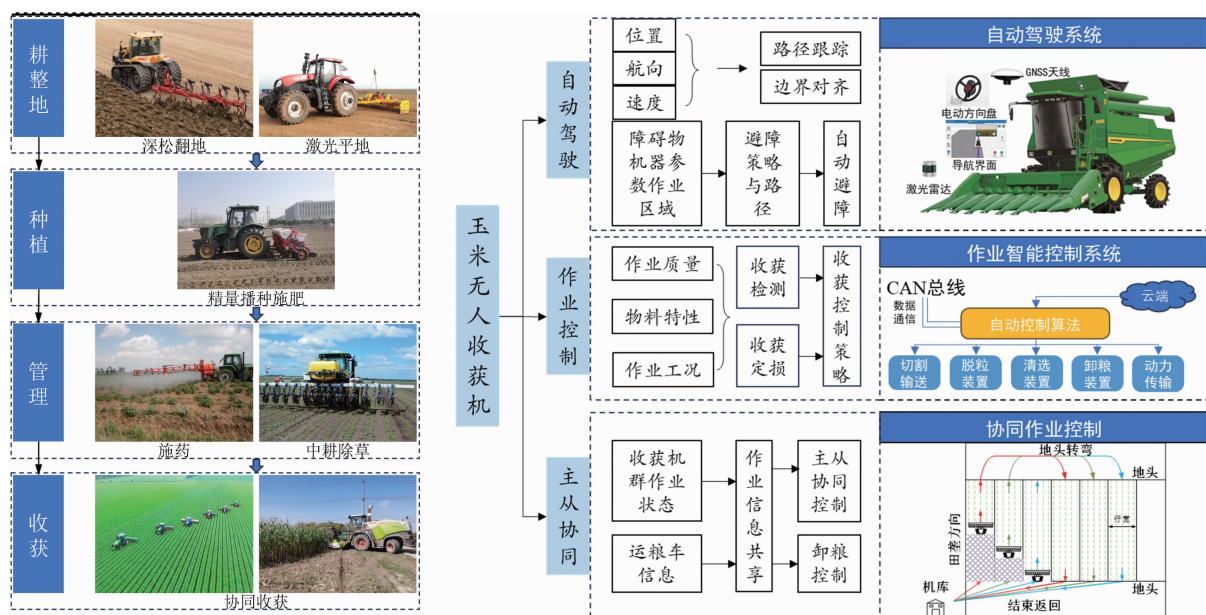 耕整地
深松翻地
激光平地
种植
精量播种施肥
管理
施药
中耕除草
收获
协同收获
玉米无人收获机
自动驾驶
位置
航向
速度
路径跟踪
边界对齐
障碍物
机器参
数作业
区域
避障
策略
与路
径
自动避障
自动驾驶系统
GNSS天线
电动方向盘
导航界面
激光雷达
作业控制
作业质量
物料特性
作业工况
收获
检测
收获
定损
收获控制策略
作业智能控制系统
CAN总线
数据
通信
云端
自动控制算法
切割
输送
脱粒
装置
清选
装置
卸粮
装置
动力
传输
主从协同
收获机
群作业
状态
运粮车
信息
作业信息共享
主从
协同
控制
卸粮
控制
协同作业控制
地头转弯
地头
行宽
田垄方向
地头
机库
结束返回